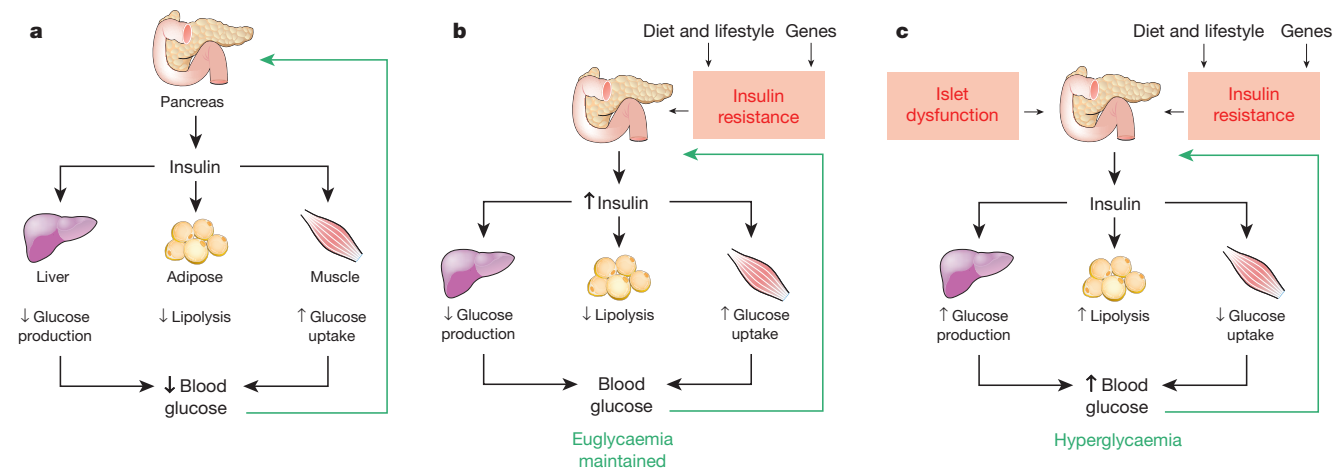 a
Pancreas
Insulin
Liver
Adipose
Muscle
↓ Glucose
production
↓ Lipolysis
↑ Glucose
uptake
↓ Blood
glucose
b
Diet and lifestyle
Genes
Insulin
resistance
↑ Insulin
↓ Glucose
production
↓ Lipolysis
↑ Glucose
uptake
Blood
glucose
Euglycaemia
maintained
c
Diet and lifestyle
Genes
Islet
dysfunction
Insulin
resistance
Insulin
↑ Glucose
production
↑ Lipolysis
↓ Glucose
uptake
↑ Blood
glucose
Hyperglycaemia